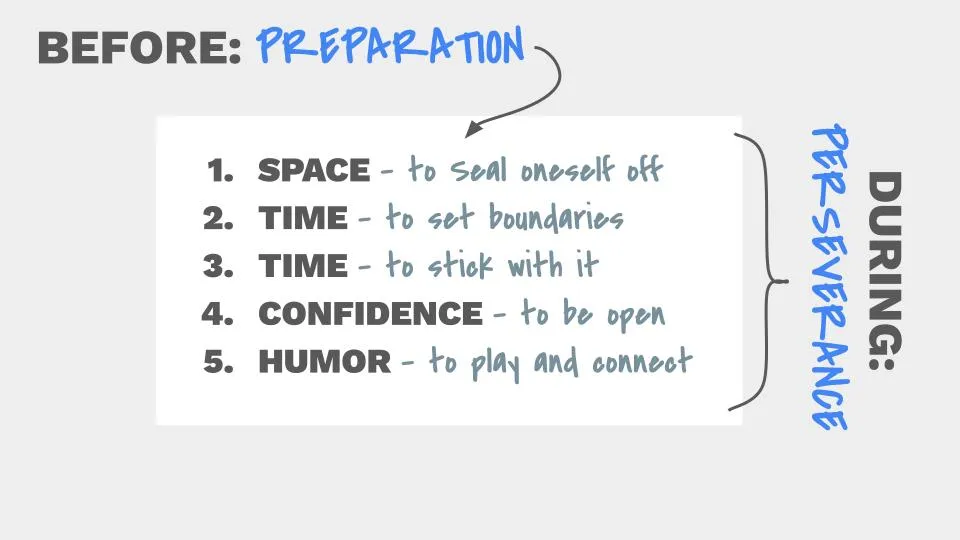 BEFORE: PREPARATION
1. SPACE - to seal oneself off
2. TIME - to set boundaries
3. TIME - to stick with it
4. CONFIDENCE - to be open
5. HUMOR - to play and connect
DURING:
PERSEVERANCE